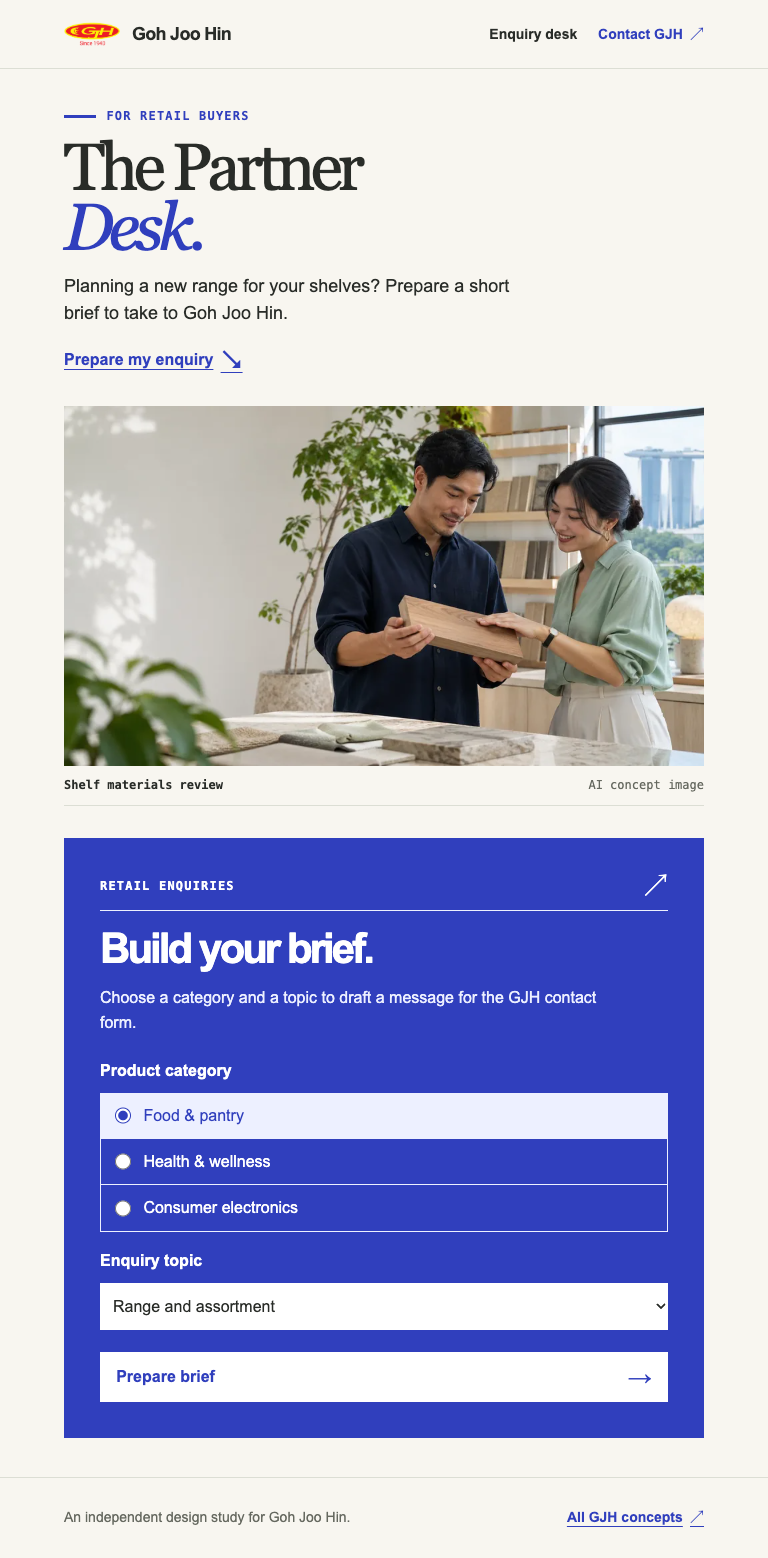 GJH
Since 1943
Goh Joo Hin
Enquiry desk
Contact GJH ↗
FOR RETAIL BUYERS
The Partner
Desk.
Planning a new range for your shelves? Prepare a short
brief to take to Goh Joo Hin.
Prepare my enquiry ↘
Shelf materials review
AI concept image
RETAIL ENQUIRIES ↗
Build your brief.
Choose a category and a topic to draft a message for the GJH contact
form.
Product category
Food & pantry
Health & wellness
Consumer electronics
Enquiry topic
Range and assortment
Prepare brief →
An independent design study for Goh Joo Hin.
All GJH concepts ↗